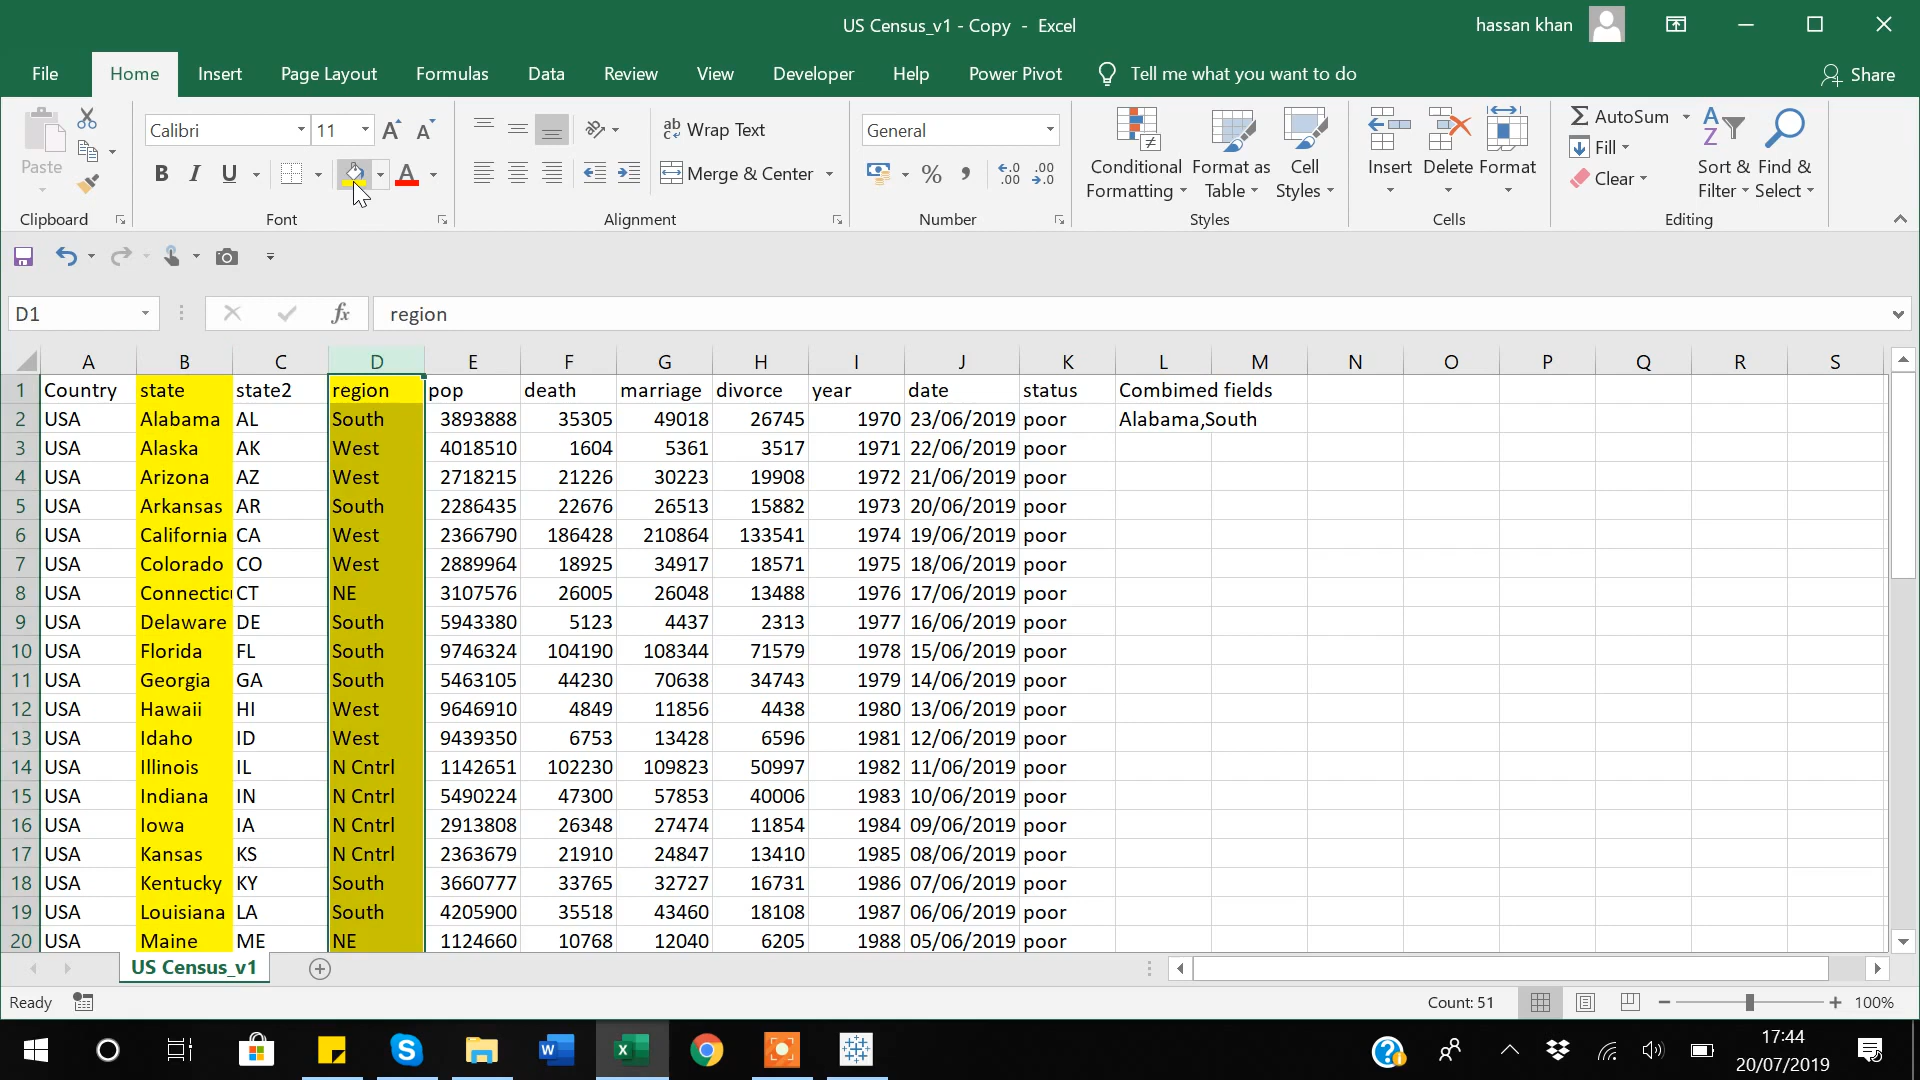 US Census_v1 - Copy - Excel
hassan khan
File Home Insert Page Layout Formulas Data Review View Developer Help Power Pivot Tell me what you want to do Share
Paste
Clipboard
Calibri 11
B I U A
Font
Wrap Text
Merge & Center
Alignment
General
%
Number
Conditional Formatting
Format as Table
Cell Styles
Styles
Insert Delete Format
Cells
AutoSum
Fill
Clear
Sort & Filter
Find & Select
Editing
D1 fx region
A B C D E F G H I J K L M N O P Q R S
1 Country state state2 region pop death marriage divorce year date status Combimed fields
2 USA Alabama AL South 3893888 35305 49018 26745 1970 23/06/2019 poor Alabama,South
3 USA Alaska AK West 4018510 1604 5361 3517 1971 22/06/2019 poor
4 USA Arizona AZ West 2718215 21226 30223 19908 1972 21/06/2019 poor
5 USA Arkansas AR South 2286435 22676 26513 15882 1973 20/06/2019 poor
6 USA California CA West 2366790 186428 210864 133541 1974 19/06/2019 poor
7 USA Colorado CO West 2889964 18925 34917 18571 1975 18/06/2019 poor
8 USA Connecticu CT NE 3107576 26005 26048 13488 1976 17/06/2019 poor
9 USA Delaware DE South 5943380 5123 4437 2313 1977 16/06/2019 poor
10 USA Florida FL South 9746324 104190 108344 71579 1978 15/06/2019 poor
11 USA Georgia GA South 5463105 44230 70638 34743 1979 14/06/2019 poor
12 USA Hawaii HI West 9646910 4849 11856 4438 1980 13/06/2019 poor
13 USA Idaho ID West 9439350 6753 13428 6596 1981 12/06/2019 poor
14 USA Illinois IL N Cntrl 1142651 102230 109823 50997 1982 11/06/2019 poor
15 USA Indiana IN N Cntrl 5490224 47300 57853 40006 1983 10/06/2019 poor
16 USA Iowa IA N Cntrl 2913808 26348 27474 11854 1984 09/06/2019 poor
17 USA Kansas KS N Cntrl 2363679 21910 24847 13410 1985 08/06/2019 poor
18 USA Kentucky KY South 3660777 33765 32727 16731 1986 07/06/2019 poor
19 USA Louisiana LA South 4205900 35518 43460 18108 1987 06/06/2019 poor
20 USA Maine ME NE 1124660 10768 12040 6205 1988 05/06/2019 poor
US Census_v1
Ready Count: 51 100%
17:44
20/07/2019